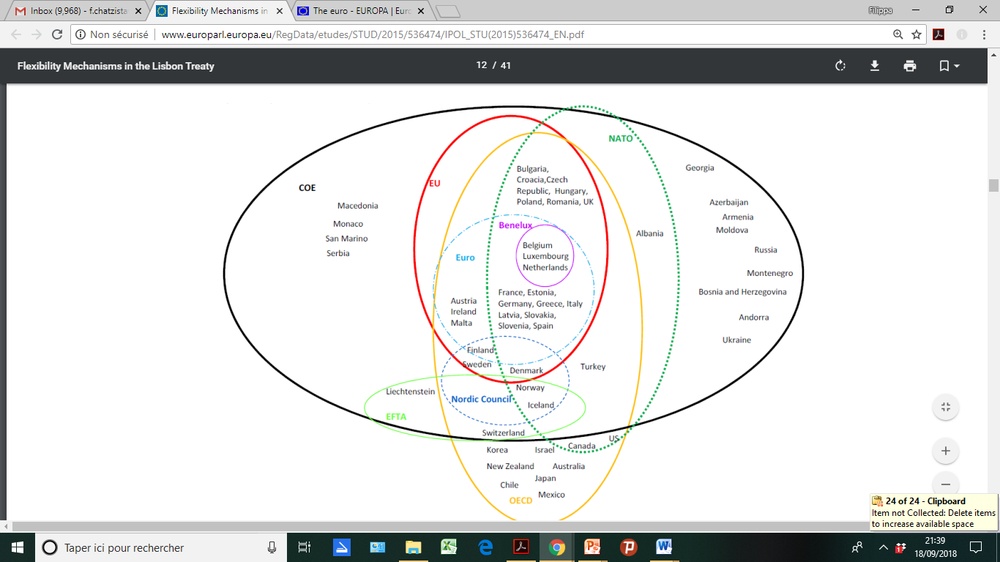 Inbox (9,968) - f.chatzista
Flexibility Mechanisms in
The euro - EUROPA | Euro
Filippa
Non sécurisé | www.europarl.europa.eu/RegData/etudes/STUD/2015/536474/IPOL_STU(2015)536474_EN.pdf
Flexibility Mechanisms in the Lisbon Treaty
12 / 41
NATO
Georgia
EU
Bulgaria,
Croacia,Czech
Republic, Hungary,
Poland, Romania, UK
COE
Macedonia
Monaco
San Marino
Serbia
Azerbaijan
Armenia
Moldova
Russia
Montenegro
Bosnia and Herzegovina
Andorra
Ukraine
Albania
Benelux
Belgium
Luxembourg
Netherlands
Euro
Austria
Ireland
Malta
France, Estonia,
Germany, Greece, Italy
Latvia, Slovakia,
Slovenia, Spain
Finland
Sweden
Denmark
Turkey
Liechtenstein
Norway
Nordic Council
Iceland
EFTA
Switzerland
US
Canada
Korea
Israel
New Zealand
Australia
Japan
Chile
Mexico
OECD
24 of 24 - Clipboard
Item not Collected: Delete items
to increase available space
Taper ici pour rechercher
21:39
18/09/2018